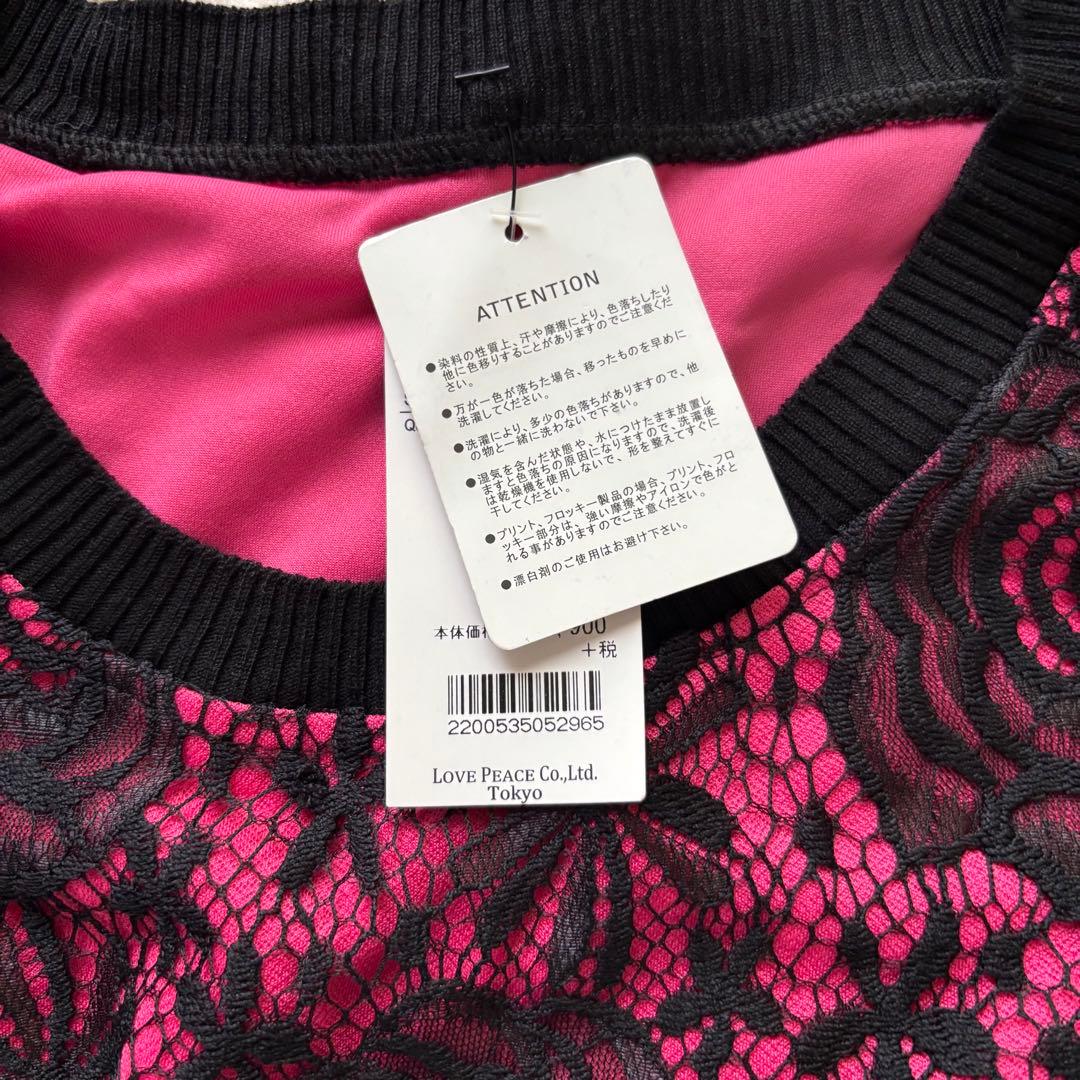 ATTENTION
●染料の性質上、汗や摩擦により、色落ちしたり
他に色移りすることがありますのでご注意くだ
さい。
●万が一色が落ちた場合、移ったものを早めに
洗濯してください。
●洗濯により、多少の色落ちがありますので、他
の物と一緒に洗わないで下さい。
●湿気を含んだ状態や、水につけたまま放置し
ますと色落ちの原因になりますので、洗濯後
は乾燥機を使用しないで、形を整えてすぐに
干してください。
●プリント、フロッキー製品の場合、プリント、フロ
ッキー部分は、強い摩擦やアイロンで色がと
れる事がありますのでご注意ください。
●漂白剤のご使用はお避け下さい。
本体価 900
+税
2200535052965
LOVE PEACE Co.,Ltd.
Tokyo